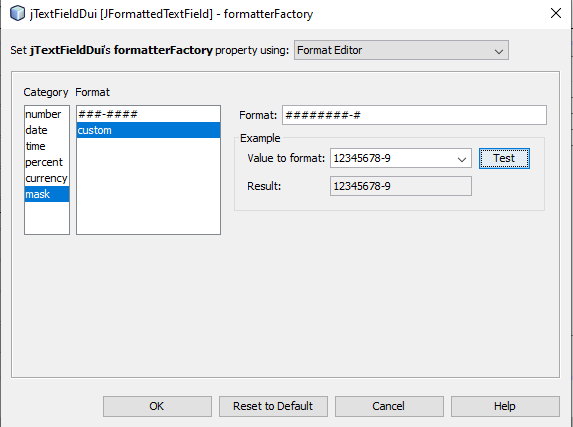 jTextFieldDui [JFormattedTextField] - formatterFactory
Set jTextFieldDui's formatterFactory property using: Format Editor
Category Format
number
date
time
percent
currency
mask
###-####
custom
Format: ########-#
Example
Value to format: 12345678-9 Test
Result: 12345678-9
OK Reset to Default Cancel Help